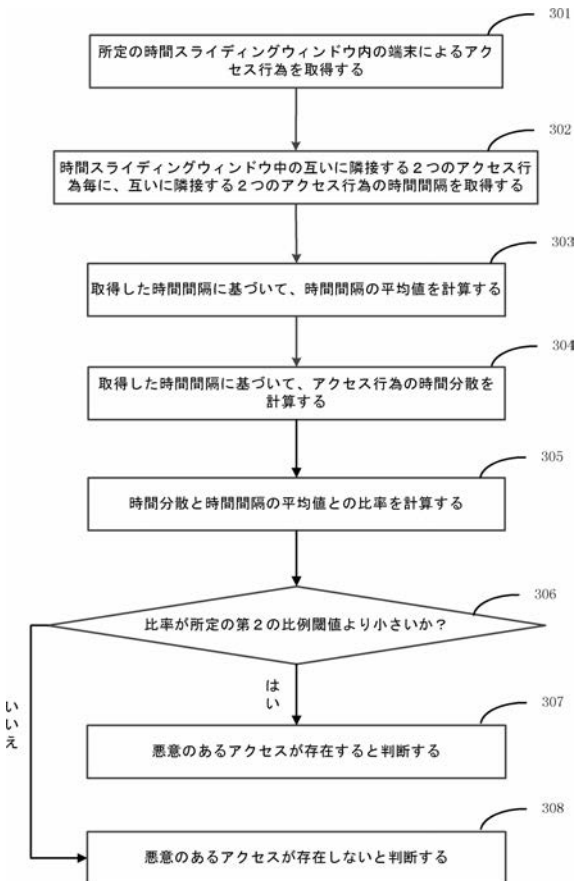 301
所定の時間スライディングウィンドウ内の端末によるアク
セス行為を取得する
302
時間スライディングウィンドウ中の互いに隣接する２つのアクセス行
為毎に、互いに隣接する２つのアクセス行為の時間間隔を取得する
303
取得した時間間隔に基づいて、時間間隔の平均値を計算する
304
取得した時間間隔に基づいて、アクセス行為の時間分散を
計算する
305
時間分散と時間間隔の平均値との比率を計算する
306
比率が所定の第２の比例閾値より小さいか？
はい
いいえ
307
悪意のあるアクセスが存在すると判断する
308
悪意のあるアクセスが存在しないと判断する